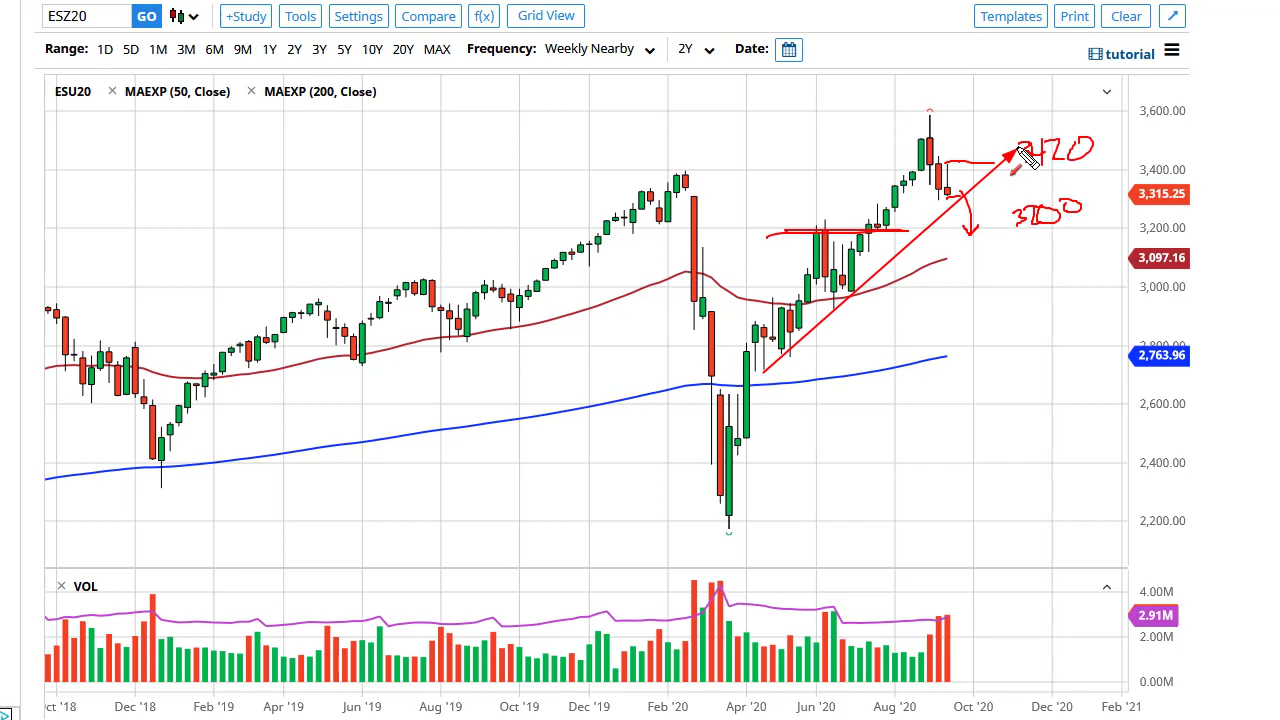 ESZ20 GO +Study Tools Settings Compare f(x) Grid View Templates Print Clear
Range: 1D 5D 1M 3M 6M 9M 1Y 2Y 3Y 5Y 10Y 20Y MAX Frequency: Weekly Nearby 2Y Date: tutorial
ESU20 MAEXP (50, Close) MAEXP (200, Close)
3,600.00
3420
3,400.00
3,315.25
3100
3,200.00
3,097.16
3,000.00
2,800.00
2,763.96
2,600.00
2,400.00
2,200.00
VOL
4.00M
2.91M
2.00M
0.00M
ct '18 Dec '18 Feb '19 Apr '19 Jun '19 Aug '19 Oct '19 Dec '19 Feb '20 Apr '20 Jun '20 Aug '20 Oct '20 Dec '20 Feb '21